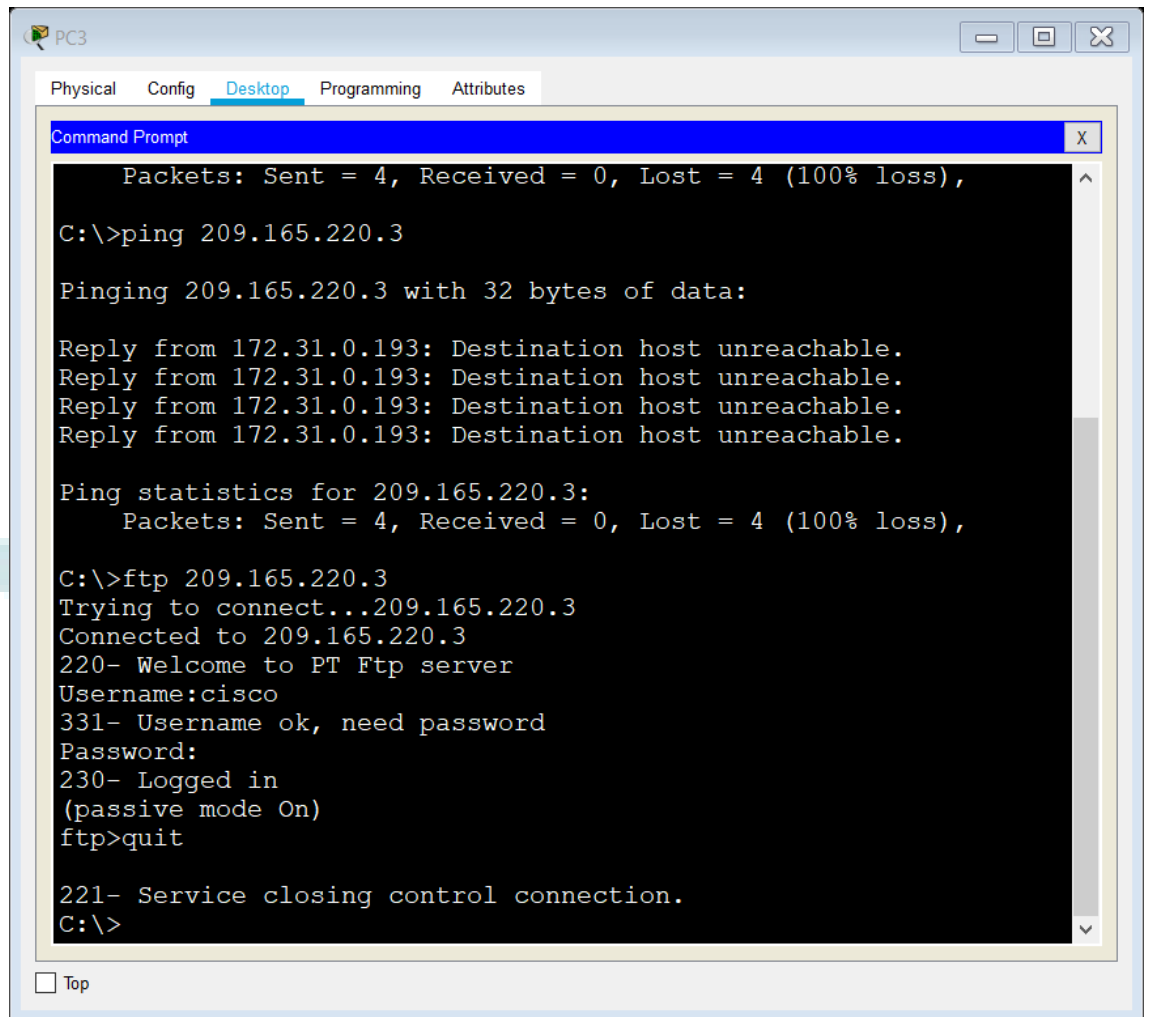 PC3
Physical Config Desktop Programming Attributes
Command Prompt X
Packets: Sent = 4, Received = 0, Lost = 4 (100% loss),
C:\>ping 209.165.220.3
Pinging 209.165.220.3 with 32 bytes of data:
Reply from 172.31.0.193: Destination host unreachable.
Reply from 172.31.0.193: Destination host unreachable.
Reply from 172.31.0.193: Destination host unreachable.
Reply from 172.31.0.193: Destination host unreachable.
Ping statistics for 209.165.220.3:
Packets: Sent = 4, Received = 0, Lost = 4 (100% loss),
C:\>ftp 209.165.220.3
Trying to connect...209.165.220.3
Connected to 209.165.220.3
220- Welcome to PT Ftp server
Username:cisco
331- Username ok, need password
Password:
230- Logged in
(passive mode On)
ftp>quit
221- Service closing control connection.
C:\>
Top